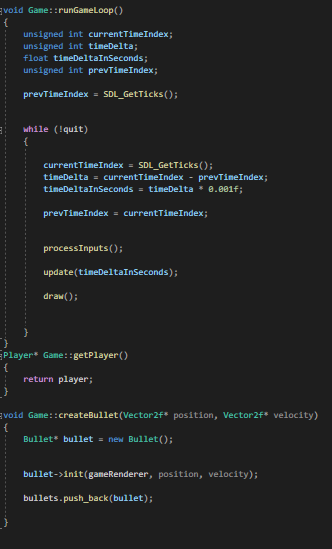 void Game::runGameLoop()
{
unsigned int currentTimeIndex;
unsigned int timeDelta;
float timeDeltaInSeconds;
unsigned int prevTimeIndex;
prevTimeIndex = SDL_GetTicks();
while (!quit)
{
currentTimeIndex = SDL_GetTicks();
timeDelta = currentTimeIndex - prevTimeIndex;
timeDeltaInSeconds = timeDelta * 0.001f;
prevTimeIndex = currentTimeIndex;
processInputs();
update(timeDeltaInSeconds);
draw();
}
}
Player* Game::getPlayer()
{
return player;
}
void Game::createBullet(Vector2f* position, Vector2f* velocity)
{
Bullet* bullet = new Bullet();
bullet->init(gameRenderer, position, velocity);
bullets.push_back(bullet);
}